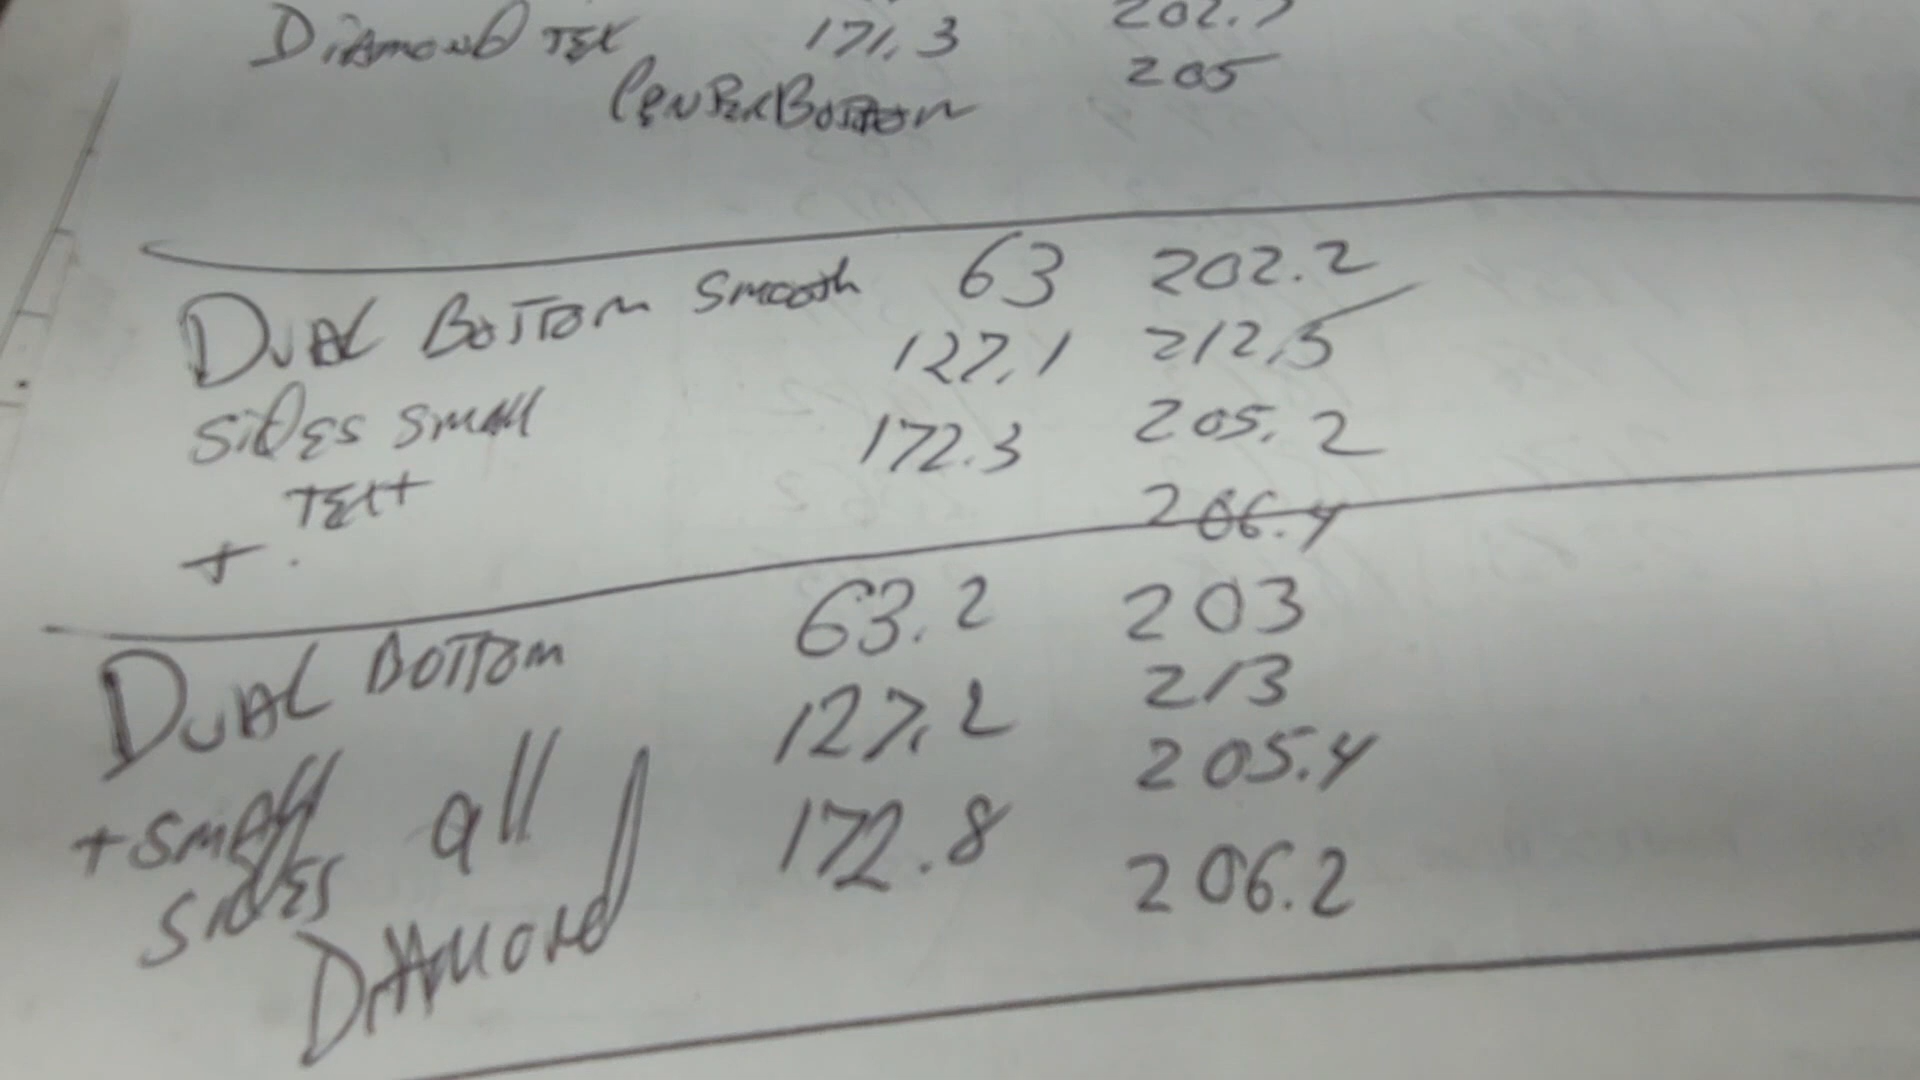 Diamond TEX 171.3 202.7
Center Bottom 205
Dual Bottom Smooth 63 202.2
127.1 212.5
Sides small 172.3 205.2
TExt 206.4
+
Dual Bottom 63.2 203
127.2 213
+ small all 172.8 205.4
sides 206.2
Diamond